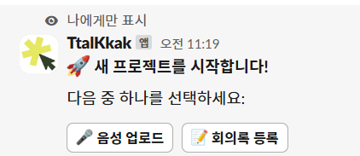 나에게만 표시
TtalKkak 앱 오전 11:19
🚀 새 프로젝트를 시작합니다!
다음 중 하나를 선택하세요:
🎤 음성 업로드 📝 회의록 등록